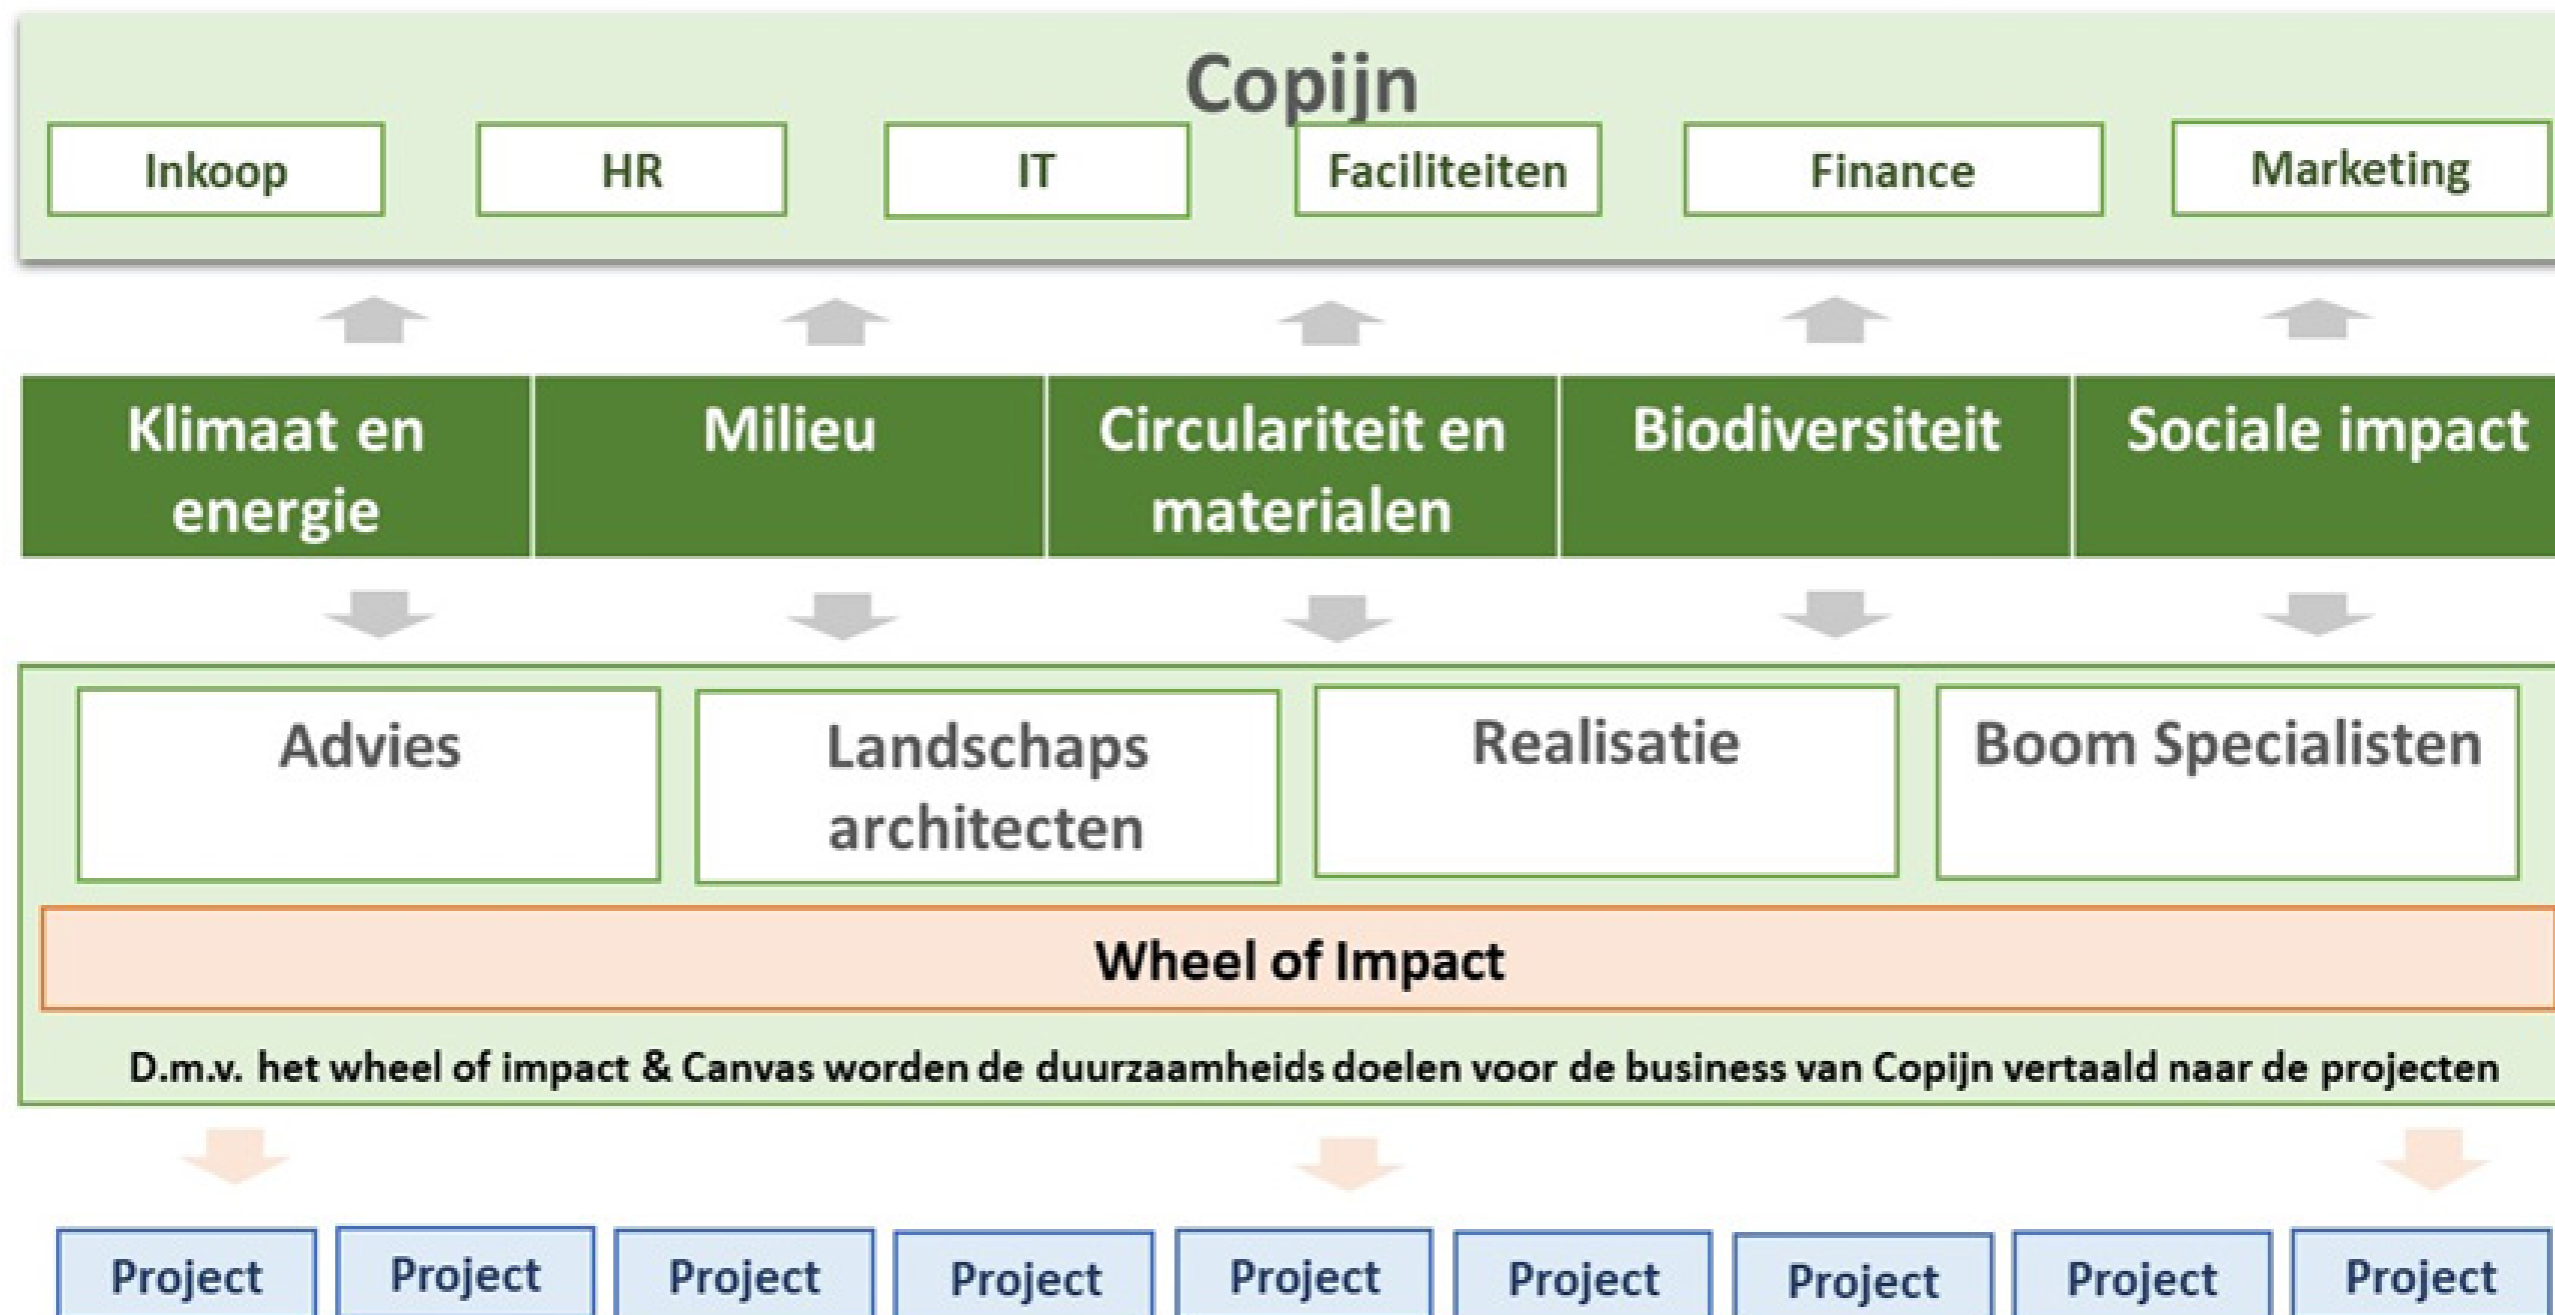 Copijn
Inkoop
HR
IT
Faciliteiten
Finance
Marketing
Klimaat en
energie
Milieu
Circulariteit en
materialen
Biodiversiteit
Sociale impact
Advies
Landschaps
architecten
Realisatie
Boom Specialisten
Wheel of Impact
D.m.v. het wheel of impact & Canvas worden de duurzaamheids doelen voor de business van Copijn vertaald naar de projecten
Project
Project
Project
Project
Project
Project
Project
Project
Project